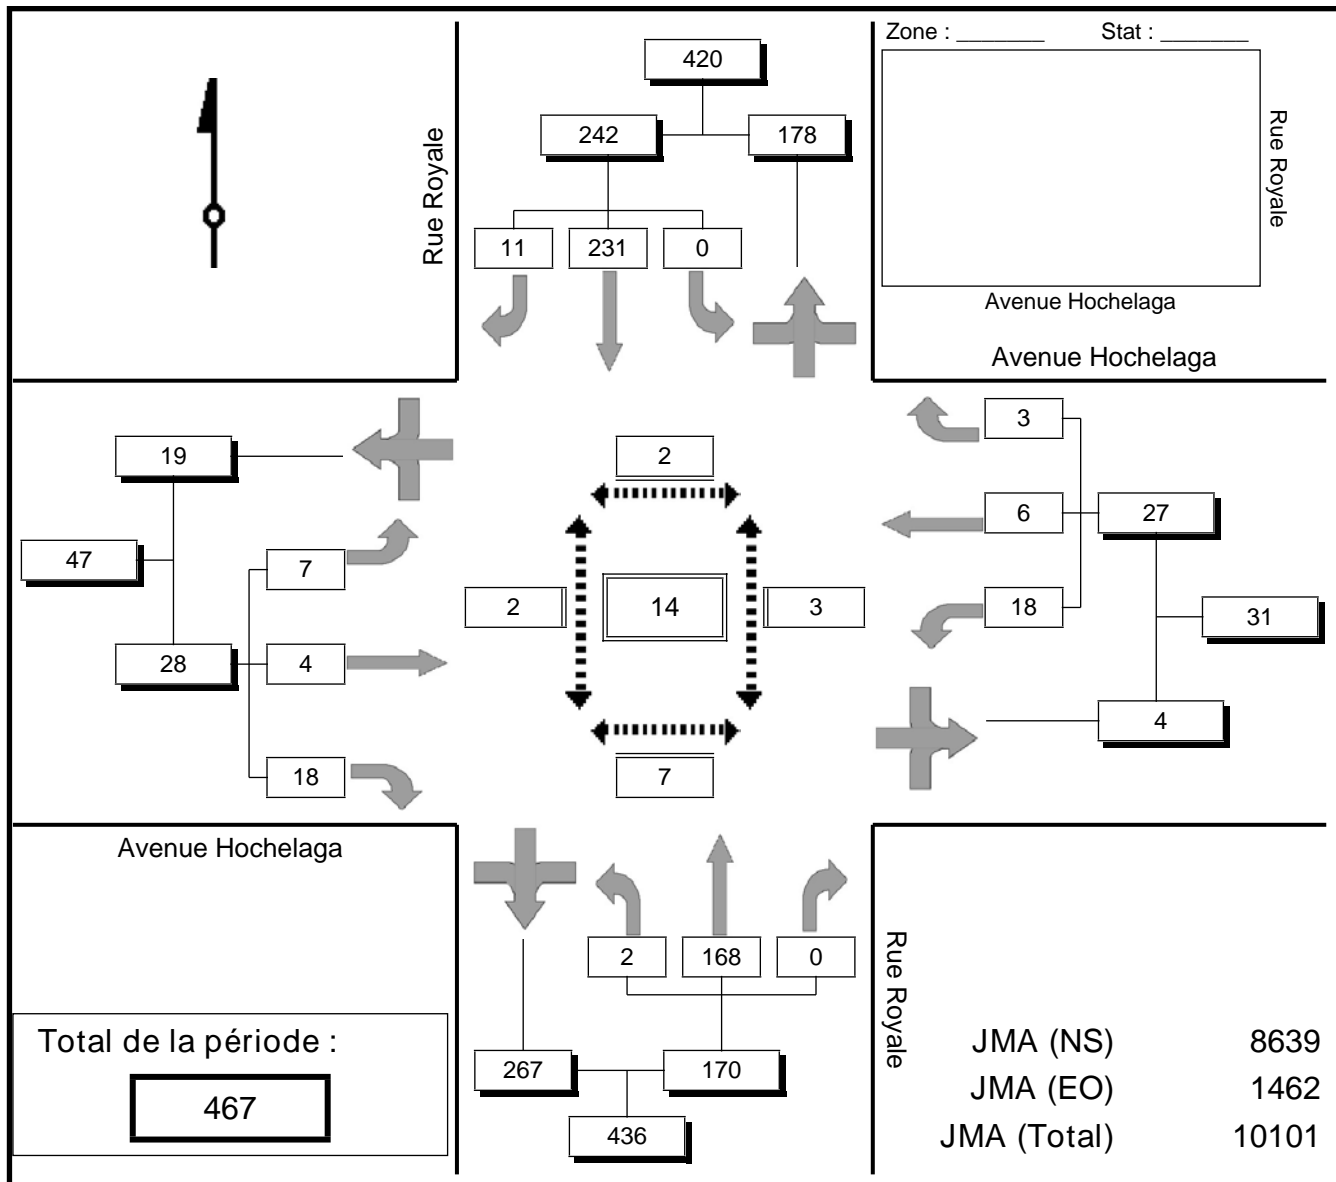 Zone : _______ Stat : _______
420
242
178
Rue Royale
Rue Royale
11
231
0
Avenue Hochelaga
Avenue Hochelaga
3
19
2
6
27
47
7
2
14
3
18
31
28
4
4
18
7
Avenue Hochelaga
2
168
0
Rue Royale
Total de la période :
467
267
170
436
JMA (NS) 8639
JMA (EO) 1462
JMA (Total) 10101